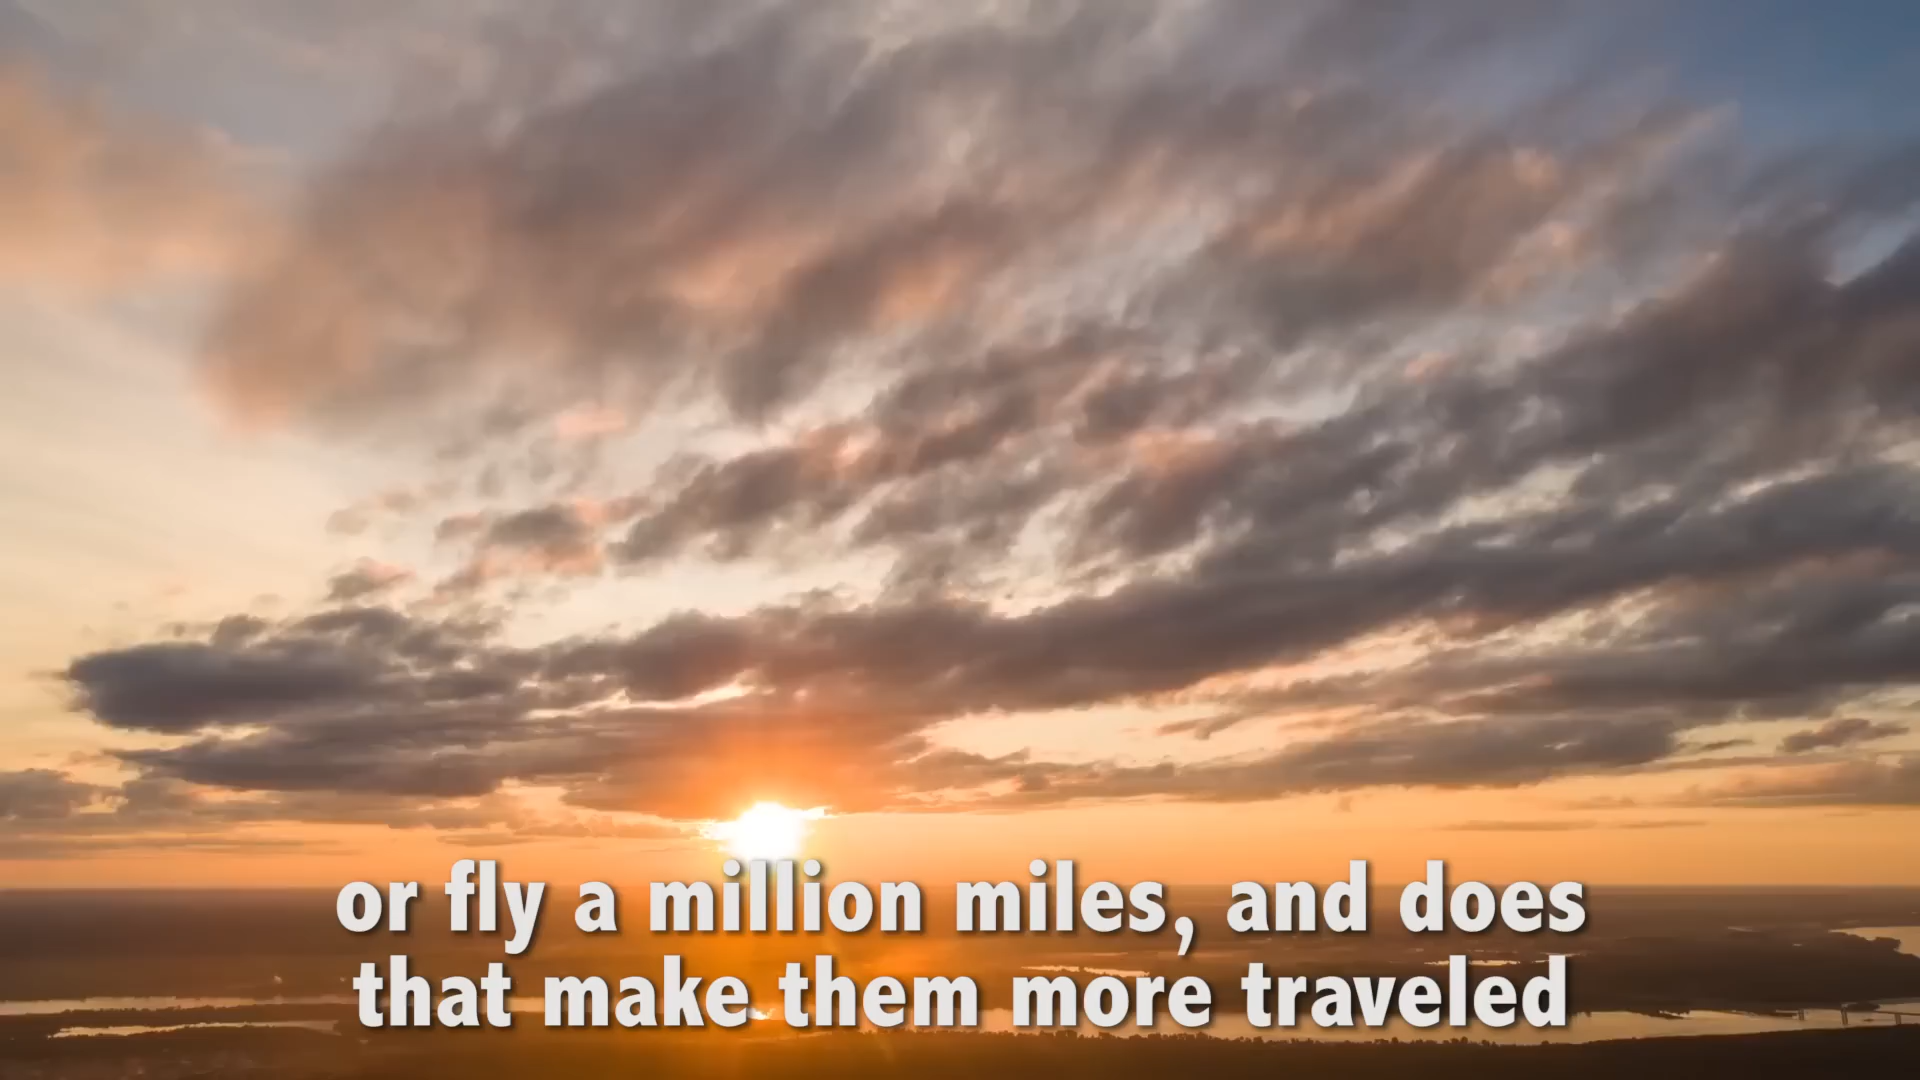 or fly a million miles, and does
that make them more traveled